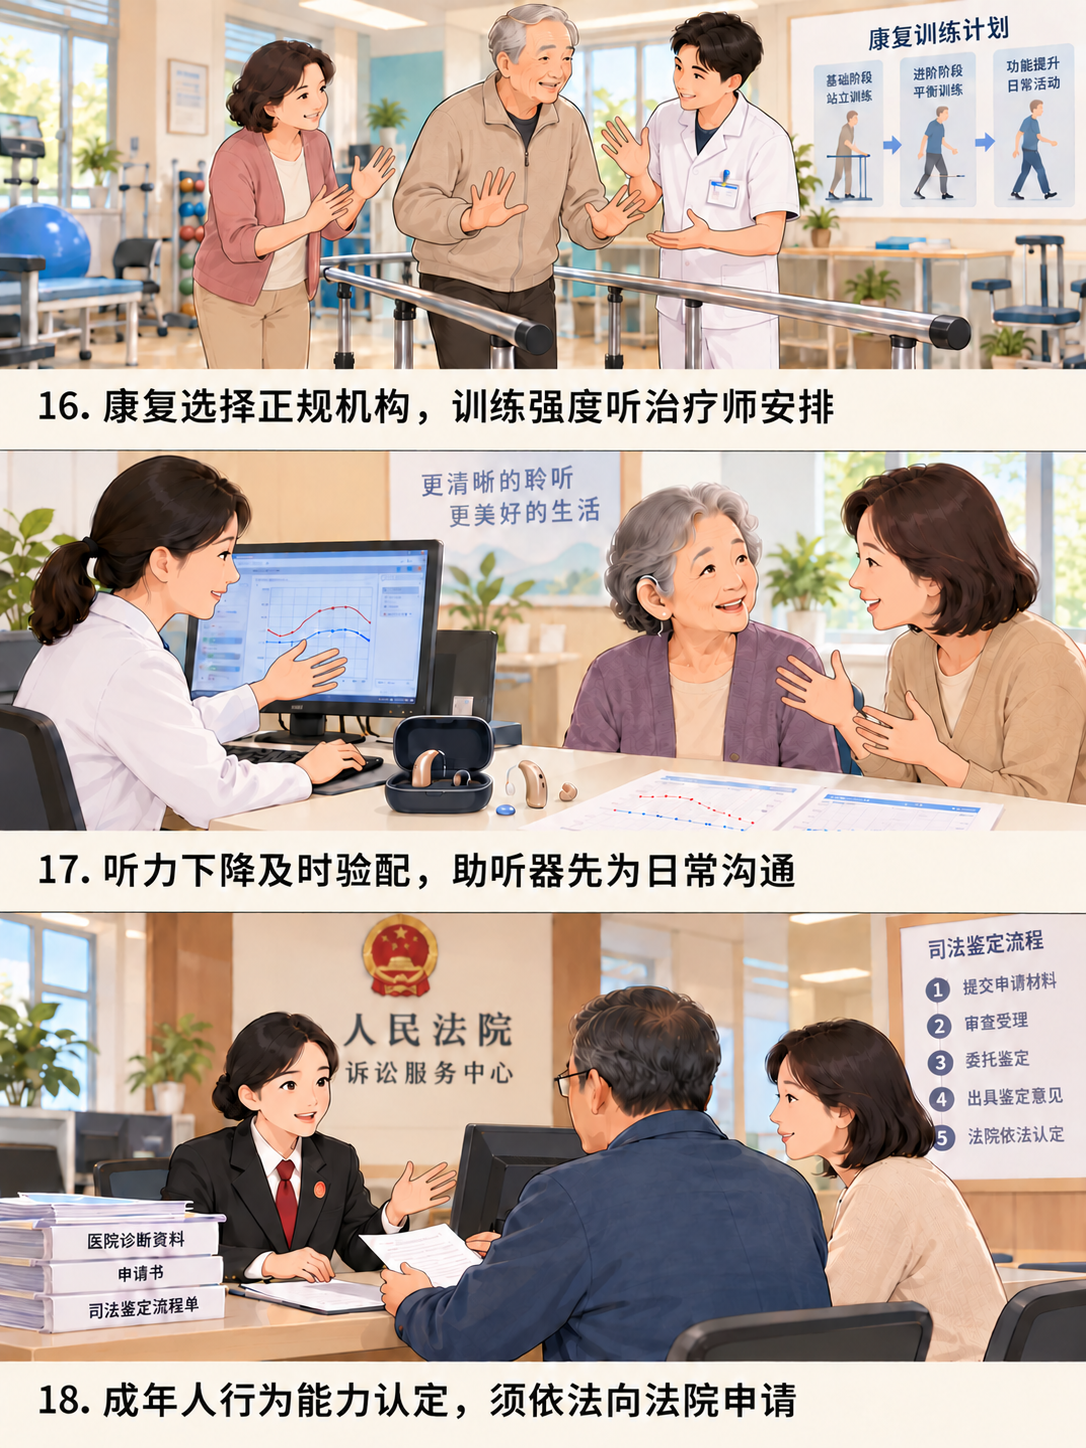 康复训练计划
基础阶段
站立训练
进阶阶段
平衡训练
功能提升
日常活动
16. 康复选择正规机构，训练强度听治疗师安排
更清晰的聆听
更美好的生活
17. 听力下降及时验配，助听器先为日常沟通
人民法院
诉讼服务中心
司法鉴定流程
1 提交申请材料
2 审查受理
3 委托鉴定
4 出具鉴定意见
5 法院依法认定
医院诊断资料
申请书
司法鉴定流程单
18. 成年人行为能力认定，须依法向法院申请